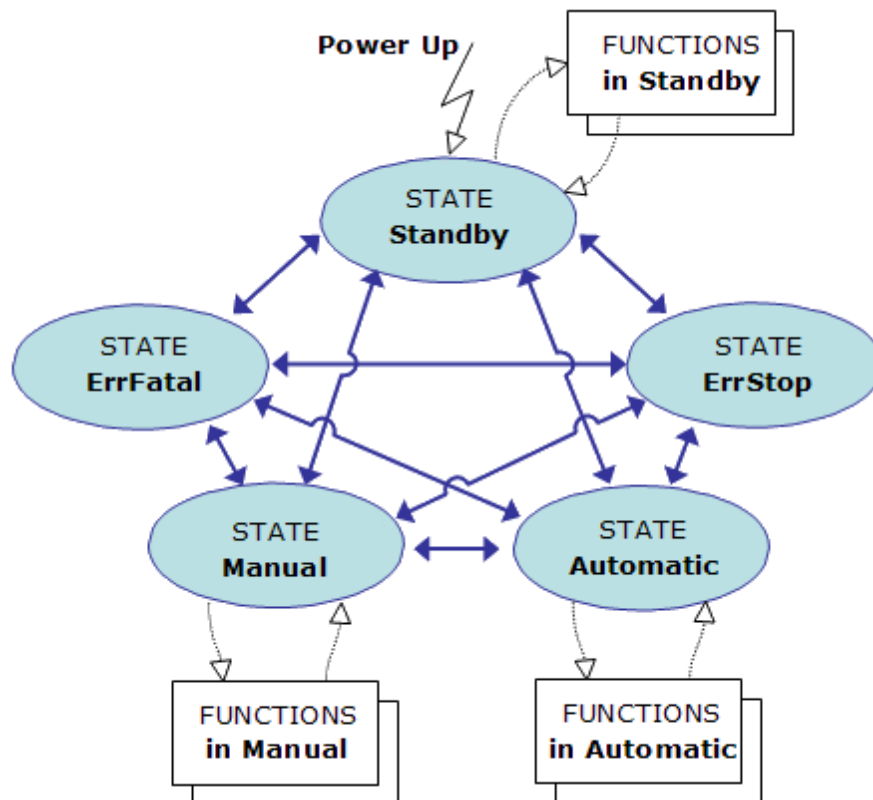 Power Up
FUNCTIONS
in Standby
STATE
Standby
STATE
ErrFatal
STATE
ErrStop
STATE
Manual
STATE
Automatic
FUNCTIONS
in Manual
FUNCTIONS
in Automatic